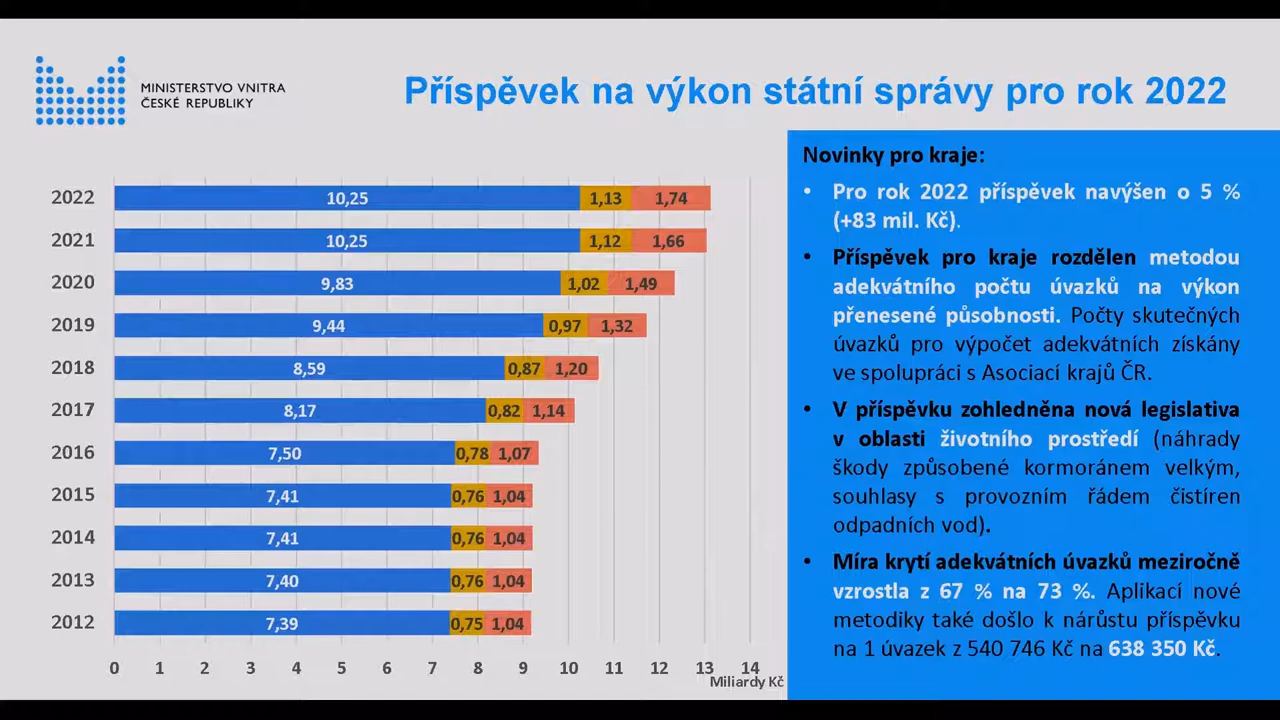 MINISTERSTVO VNITRA
ČESKÉ REPUBLIKY
Příspěvek na výkon státní správy pro rok 2022
2022 10,25 1,13 1,74
2021 10,25 1,12 1,66
2020 9,83 1,02 1,49
2019 9,44 0,97 1,32
2018 8,59 0,87 1,20
2017 8,17 0,82 1,14
2016 7,50 0,78 1,07
2015 7,41 0,76 1,04
2014 7,41 0,76 1,04
2013 7,40 0,76 1,04
2012 7,39 0,75 1,04
0 1 2 3 4 5 6 7 8 9 10 11 12 13 14
Miliardy Kč
Novinky pro kraje:
• Pro rok 2022 příspěvek navýšen o 5 %
(+83 mil. Kč).
• Příspěvek pro kraje rozdělen metodou
adekvátního počtu úvazků na výkon
přenesené působnosti. Počty skutečných
úvazků pro výpočet adekvátních získány
ve spolupráci s Asociací krajů ČR.
• V příspěvku zohledněna nová legislativa
v oblasti životního prostředí (náhrady
škody způsobené kormoránem velkým,
souhlasy s provozním řádem čistíren
odpadních vod).
• Míra krytí adekvátních úvazků meziročně
vzrostla z 67 % na 73 %. Aplikací nové
metodiky také došlo k nárůstu příspěvku
na 1 úvazek z 540 746 Kč na 638 350 Kč.